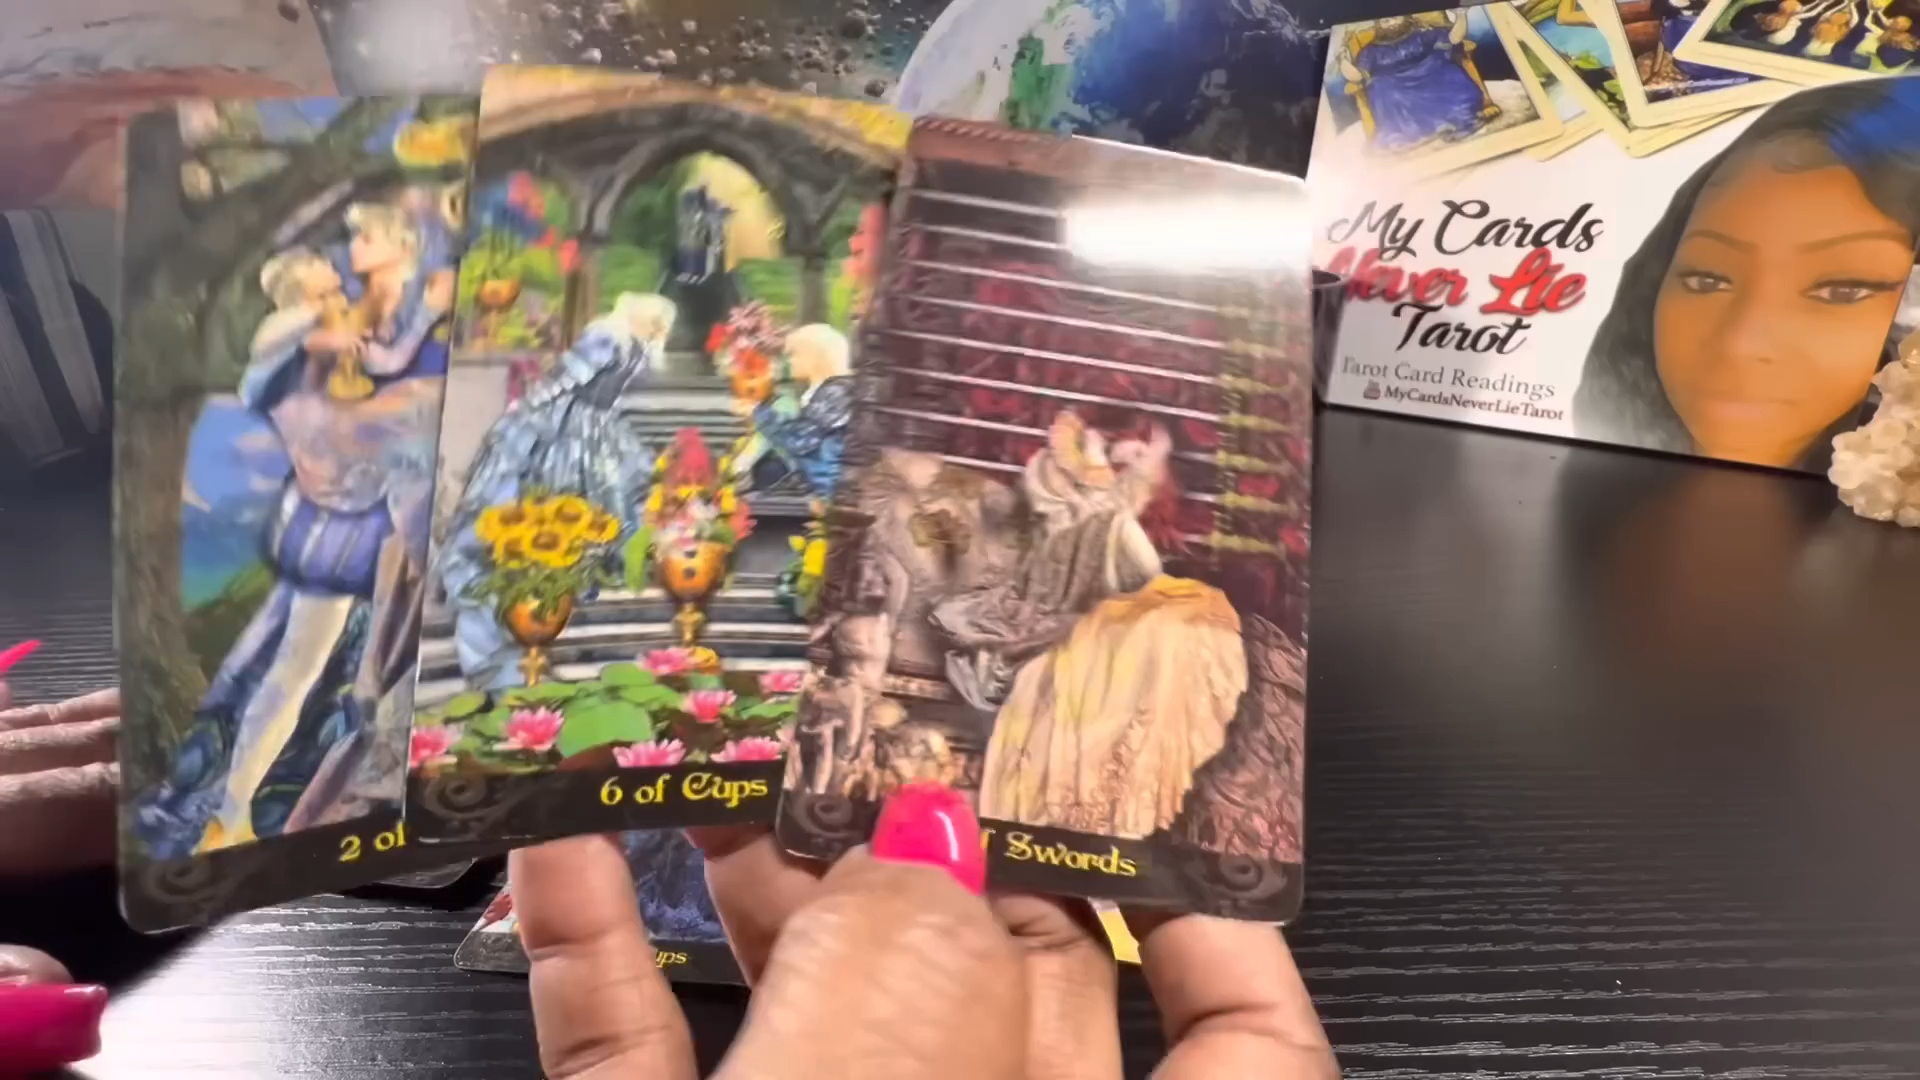 My Cards
Never Lie
Tarot
Tarot Card Readings
MyCardsNeverLieTarot
6 of Cups
2 of
Swords
ups